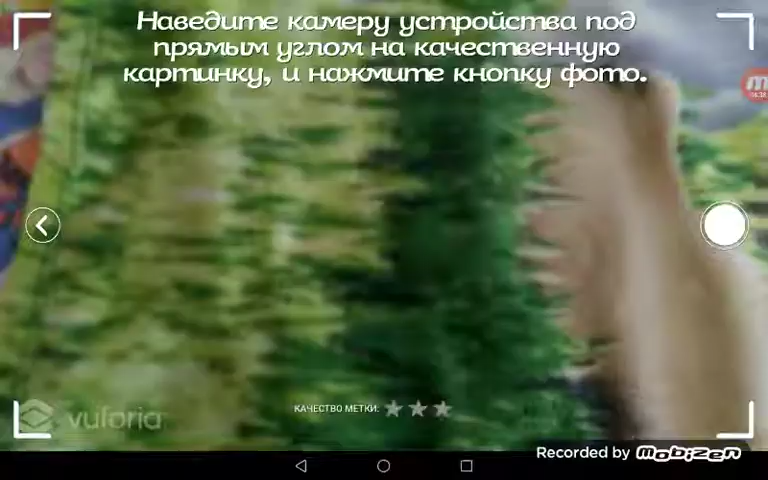 Наведите камеру устройства под
прямым углом на качественную
картинку, и нажмите кнопку фото.
vuforia
КАЧЕСТВО МЕТКИ:
Recorded by mobizen